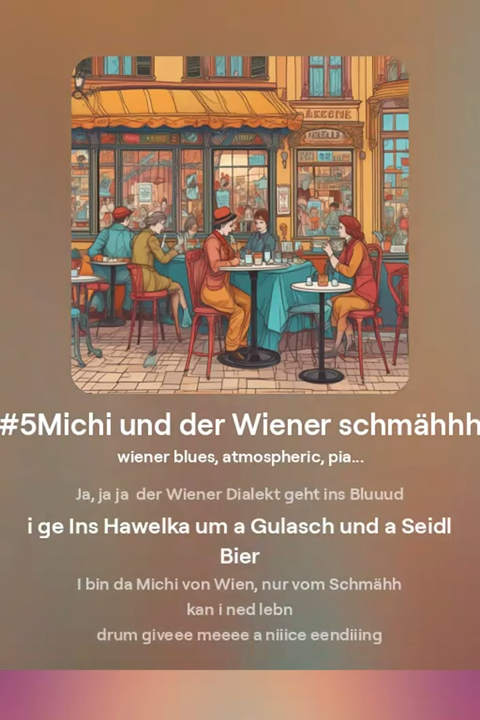 #5Michi und der Wiener schmähhh
wiener blues, atmospheric, pia...
Ja, ja ja der Wiener Dialekt geht ins Bluuud
i ge Ins Hawelka um a Gulasch und a Seidl
Bier
I bin da Michi von Wien, nur vom Schmähh
kan i ned lebn
drum giveee meeee a niiice eendiiing